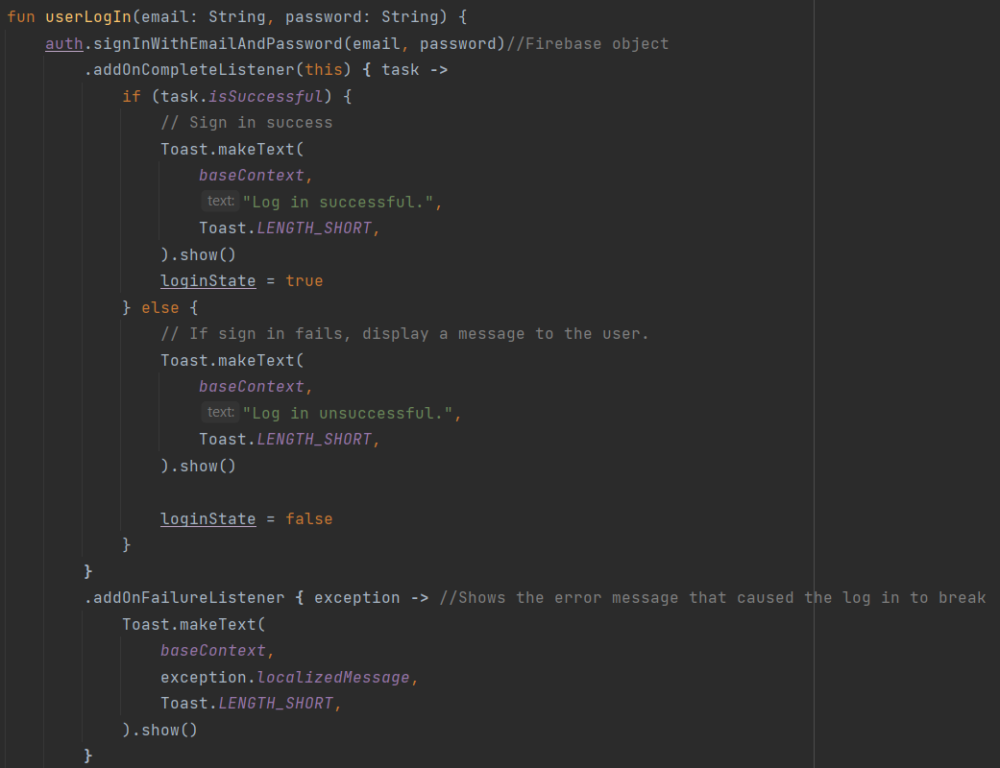 fun userLogIn(email: String, password: String) {
    auth.signInWithEmailAndPassword(email, password)//Firebase object
        .addOnCompleteListener(this) { task ->
            if (task.isSuccessful) {
                // Sign in success
                Toast.makeText(
                    baseContext,
                    text: "Log in successful.",
                    Toast.LENGTH_SHORT,
                ).show()
                loginState = true
            } else {
                // If sign in fails, display a message to the user.
                Toast.makeText(
                    baseContext,
                    text: "Log in unsuccessful.",
                    Toast.LENGTH_SHORT,
                ).show()

                loginState = false
            }
        }
        .addOnFailureListener { exception -> //Shows the error message that caused the log in to break
            Toast.makeText(
                baseContext,
                exception.localizedMessage,
                Toast.LENGTH_SHORT,
            ).show()
        }